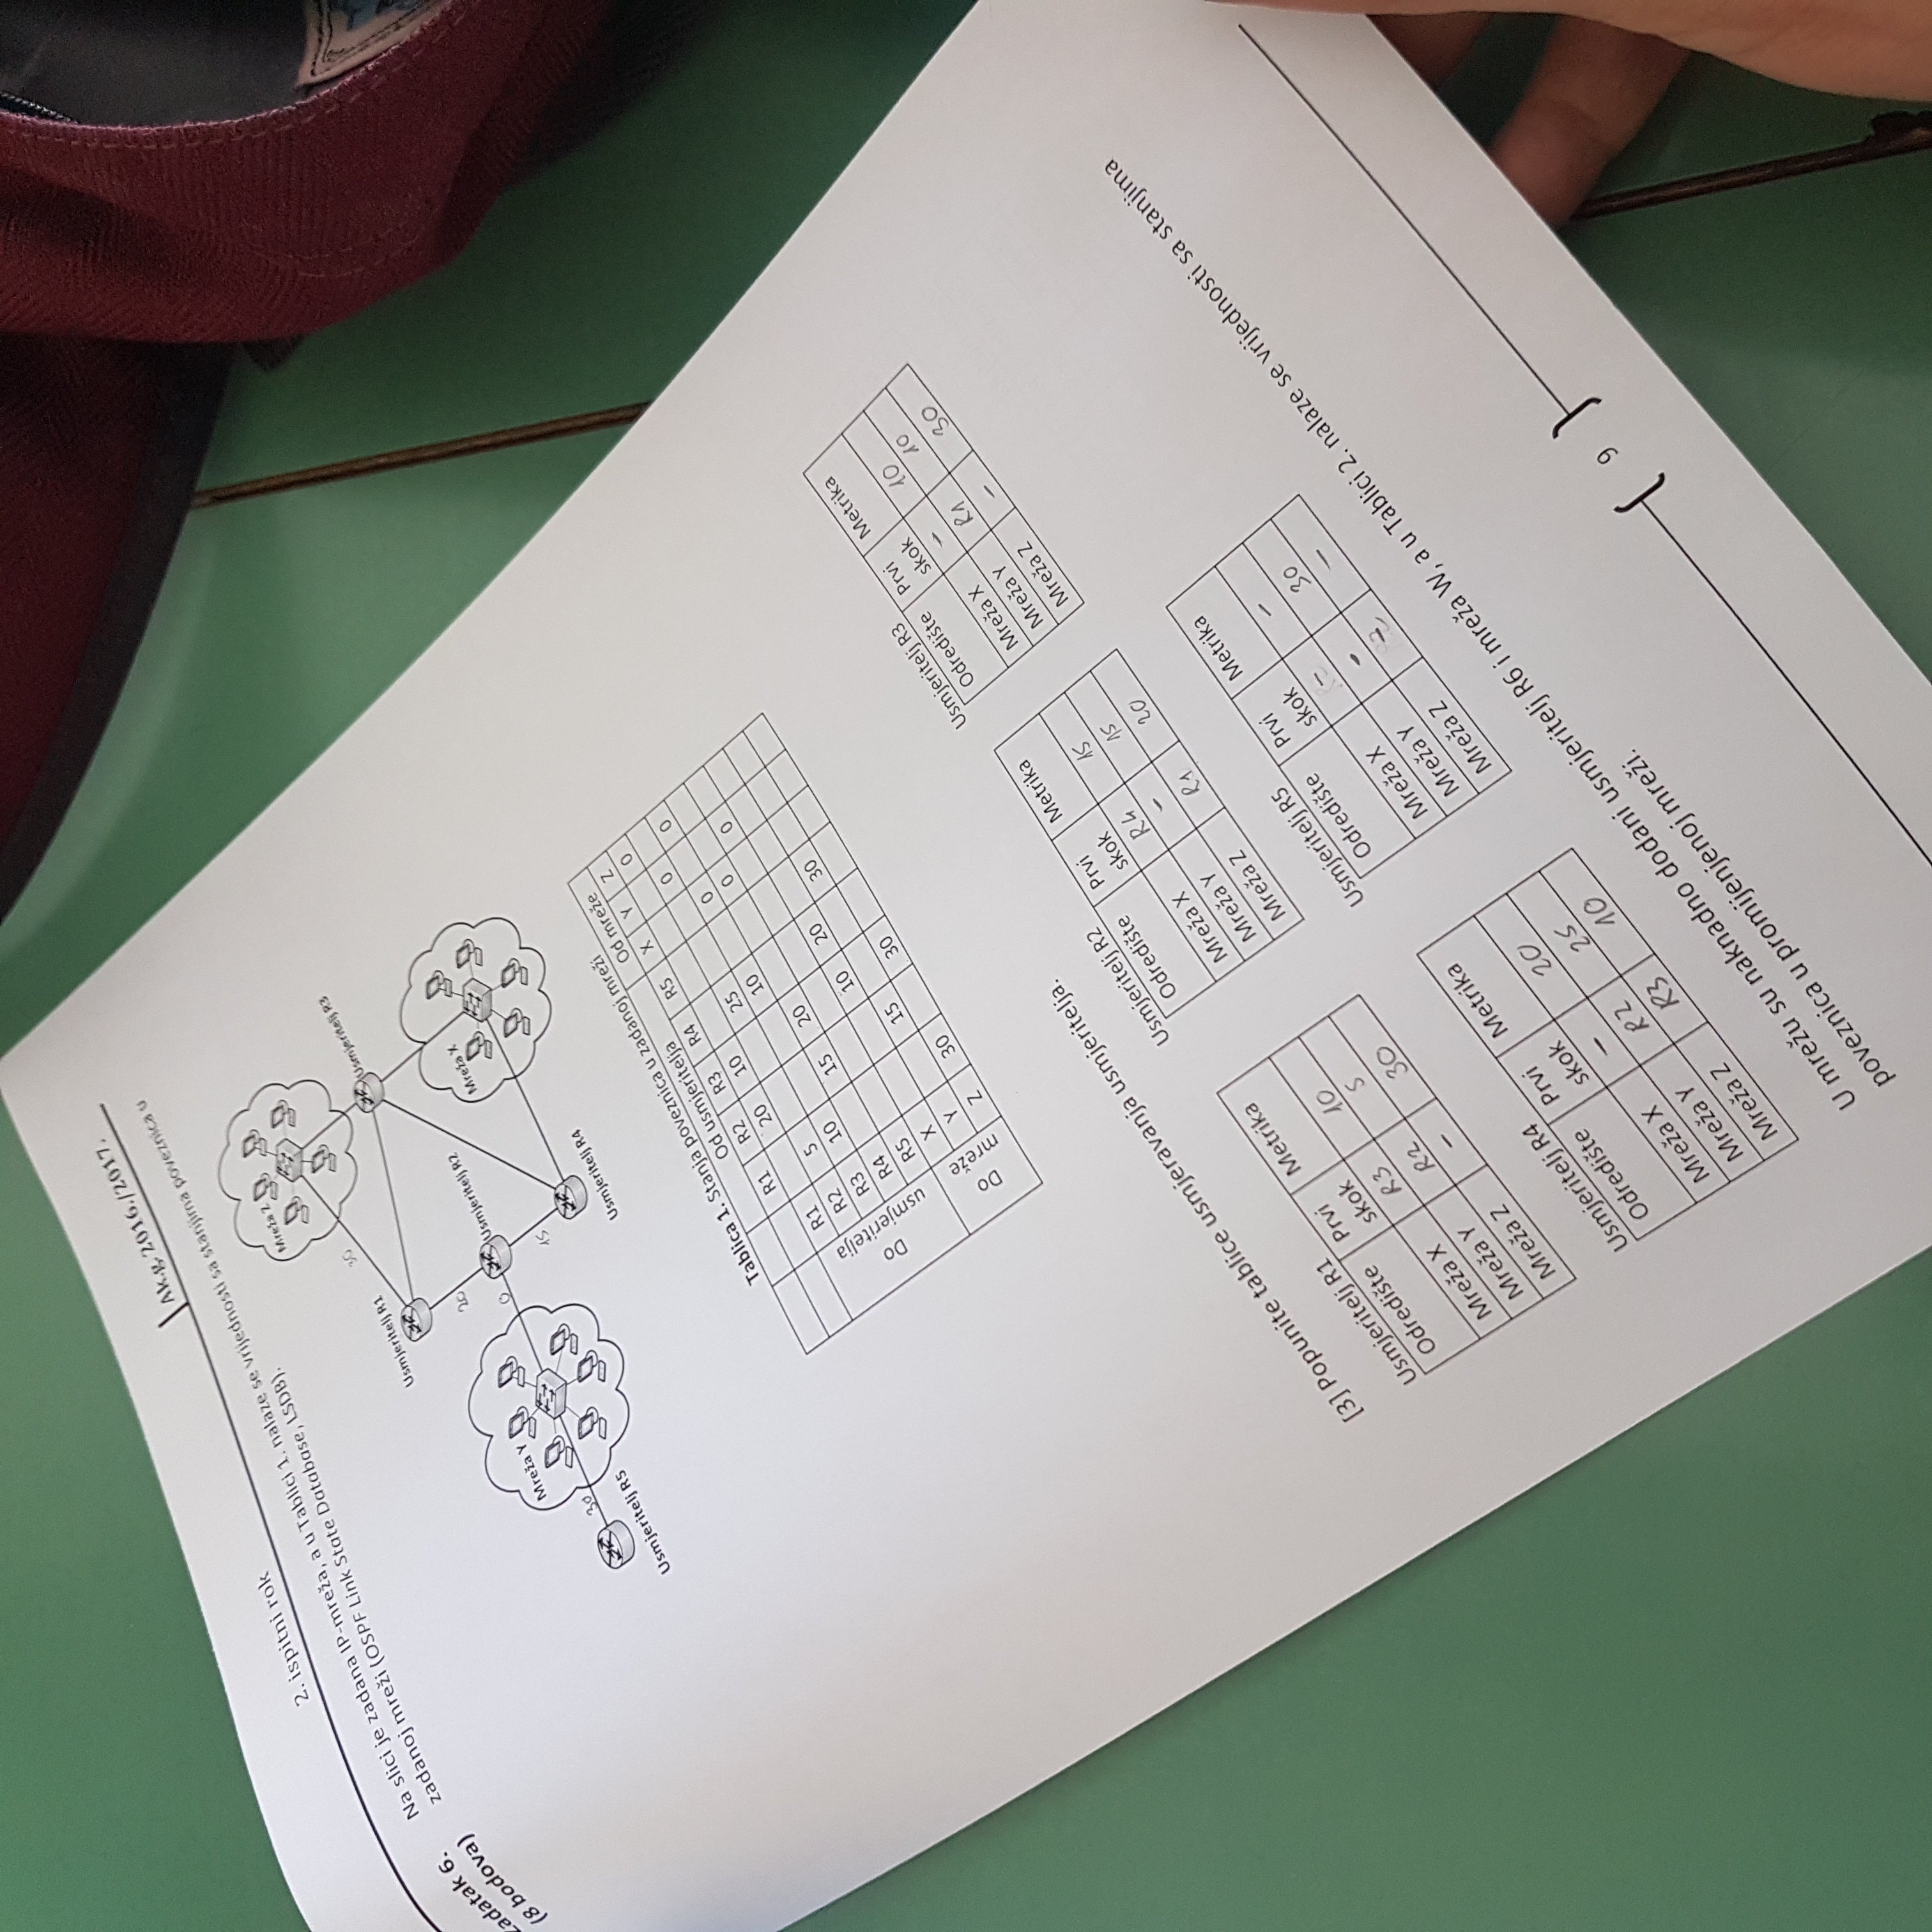 2. ispitni rok
Ak.g. 2016./2017.
zadatak 6.
(8 bodova)
Na slici je zadana IP-mreža, a u Tablici 1. nalaze se vrijednosti sa stanjima poveznica u
zadanoj mreži (OSPF Link State Database, LSDB).
Mreža Z
30
Usmjeritelj R3
Usmjeritelj R1
20
Usmjeritelj R2
Mreža X
Mreža Y
0
15
30
Usmjeritelj R4
Usmjeritelj R5
Tablica 1. Stanja poveznica u zadanoj mreži
Od usmjeritelja Od mreže
R1 R2 R3 R4 R5 X Y Z
Do usmjeritelja
R1 20 10 0
R2 5 25 0
R3 10 10 0 0
R4 15 20 0
R5 0
Do mreže
X 10 20
Y 15 30
Z 30 30
[3] Popunite tablice usmjeravanja usmjeritelja.
Usmjeritelj R1
Odredište Prvi skok Metrika
Mreža X R3 10
Mreža Y R2 5
Mreža Z - 30
Usmjeritelj R2
Odredište Prvi skok Metrika
Mreža X R4 15
Mreža Y - 15
Mreža Z R1 20
Usmjeritelj R3
Odredište Prvi skok Metrika
Mreža X - 10
Mreža Y R1 10
Mreža Z - 30
Usmjeritelj R4
Odredište Prvi skok Metrika
Mreža X - 20
Mreža Y R2 25
Mreža Z R3 10
Usmjeritelj R5
Odredište Prvi skok Metrika
Mreža X - -
Mreža Y - 30
Mreža Z - -
U mrežu su naknadno dodani usmjeritelj R6 i mreža W, a u Tablici 2. nalaze se vrijednosti sa stanjima
poveznica u promijenjenoj mreži.
9